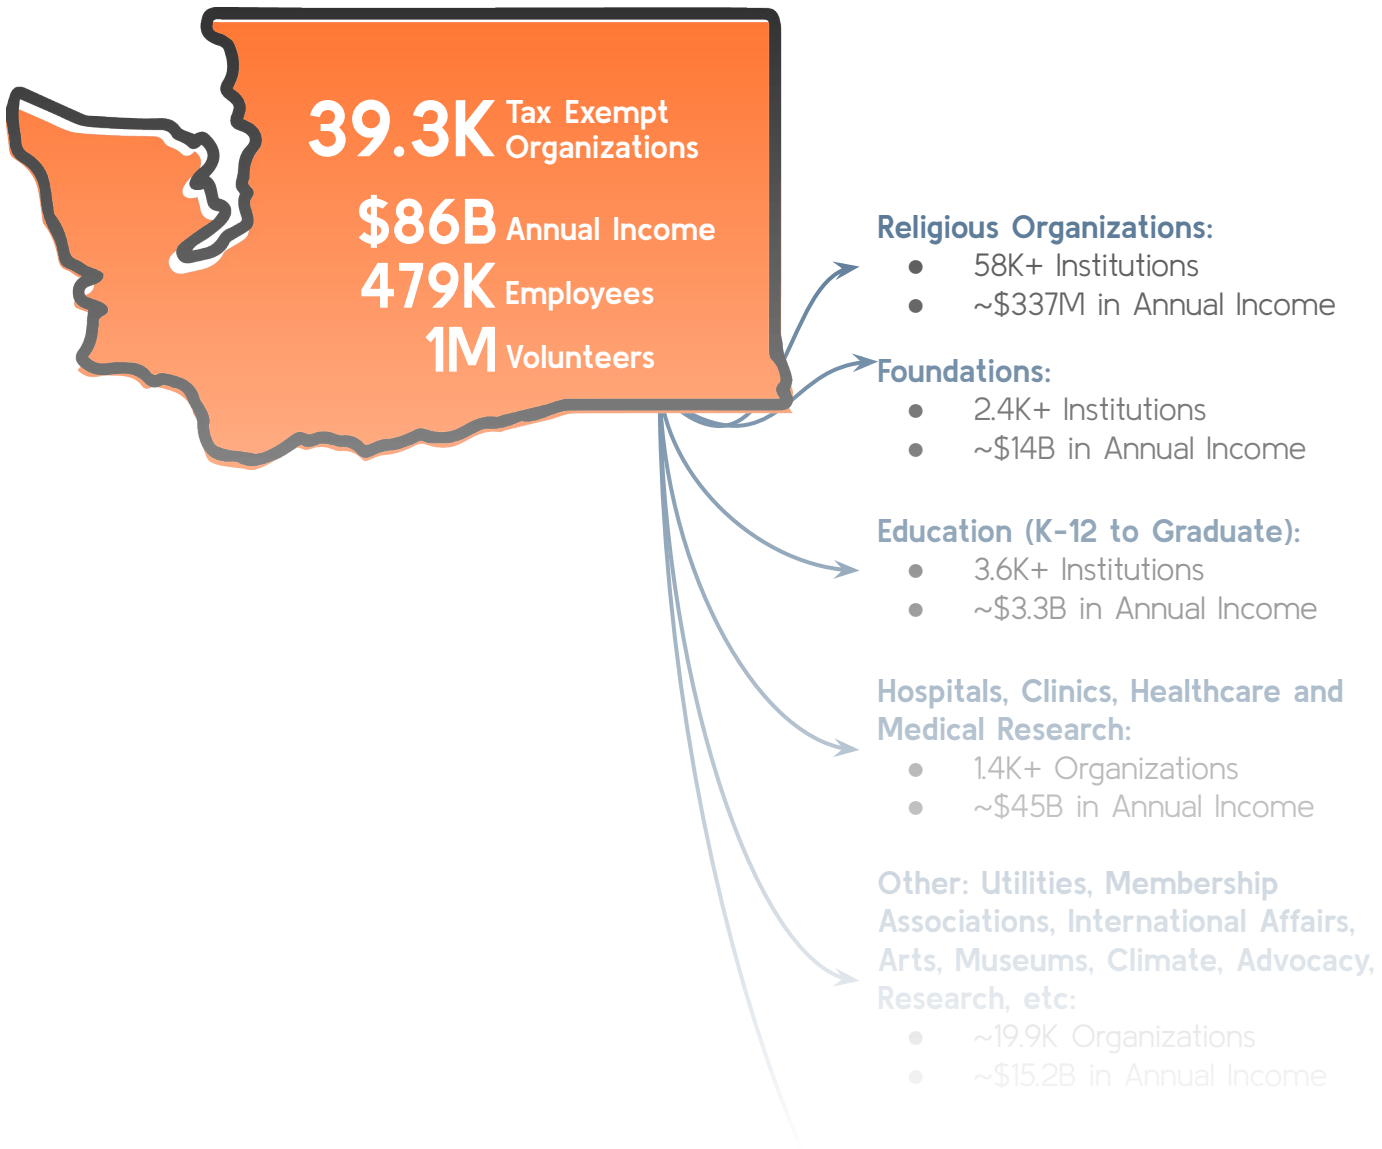 39.3K Tax Exempt
Organizations
$86B Annual Income
479K Employees
1M Volunteers
Religious Organizations:
● 58K+ Institutions
● ~$337M in Annual Income
Foundations:
● 2.4K+ Institutions
● ~$14B in Annual Income
Education (K-12 to Graduate):
● 3.6K+ Institutions
● ~$3.3B in Annual Income
Hospitals, Clinics, Healthcare and
Medical Research:
● 1.4K+ Organizations
● ~$45B in Annual Income
Other: Utilities, Membership
Associations, International Affairs,
Arts, Museums, Climate, Advocacy,
Research, etc:
● ~19.9K Organizations
● ~$15.2B in Annual Income